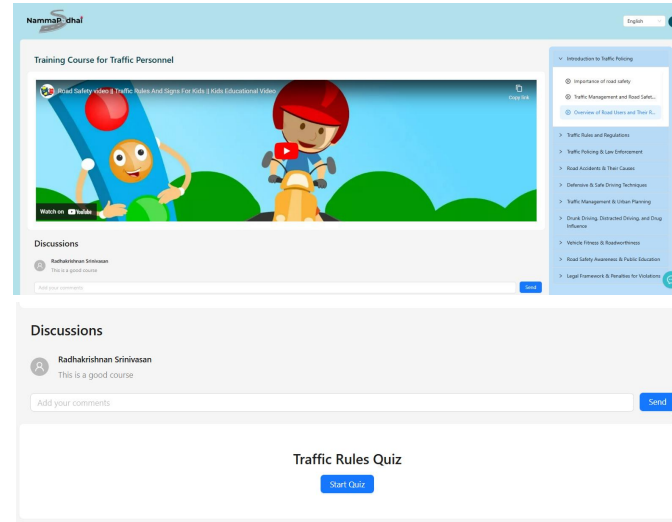 NammaPadhai
English
Training Course for Traffic Personnel
Road Safety video || Traffic Rules And Signs For Kids || Kids Educational Video
Copy link
Watch on YouTube
Discussions
Radhakrishnan Srinivasan
This is a good course
Add your comments
Send
Introduction to Traffic Policing
Importance of road safety
Traffic Management and Road Safet...
Overview of Road Users and Their R...
Traffic Rules and Regulations
Traffic Policing & Law Enforcement
Road Accidents & Their Causes
Defensive & Safe Driving Techniques
Traffic Management & Urban Planning
Drunk Driving, Distracted Driving, and Drug
Influence
Vehicle Fitness & Roadworthiness
Road Safety Awareness & Public Education
Legal Framework & Penalties for Violations
Discussions
Radhakrishnan Srinivasan
This is a good course
Add your comments
Send
Traffic Rules Quiz
Start Quiz